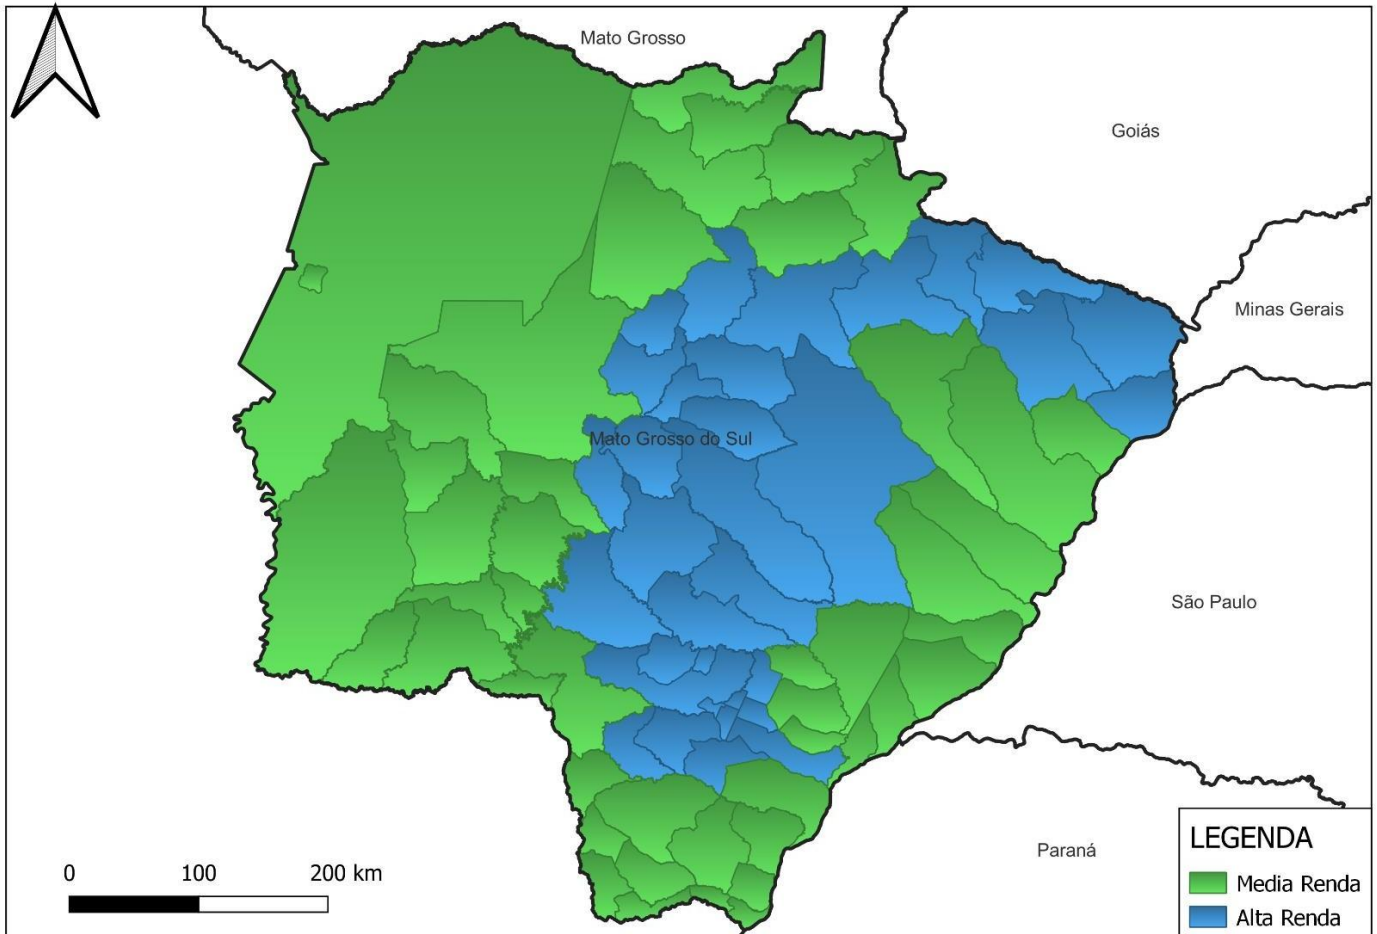 Mato Grosso
Goiás
Minas Gerais
Mato Grosso do Sul
São Paulo
Paraná
0 100 200 km
LEGENDA
Media Renda
Alta Renda